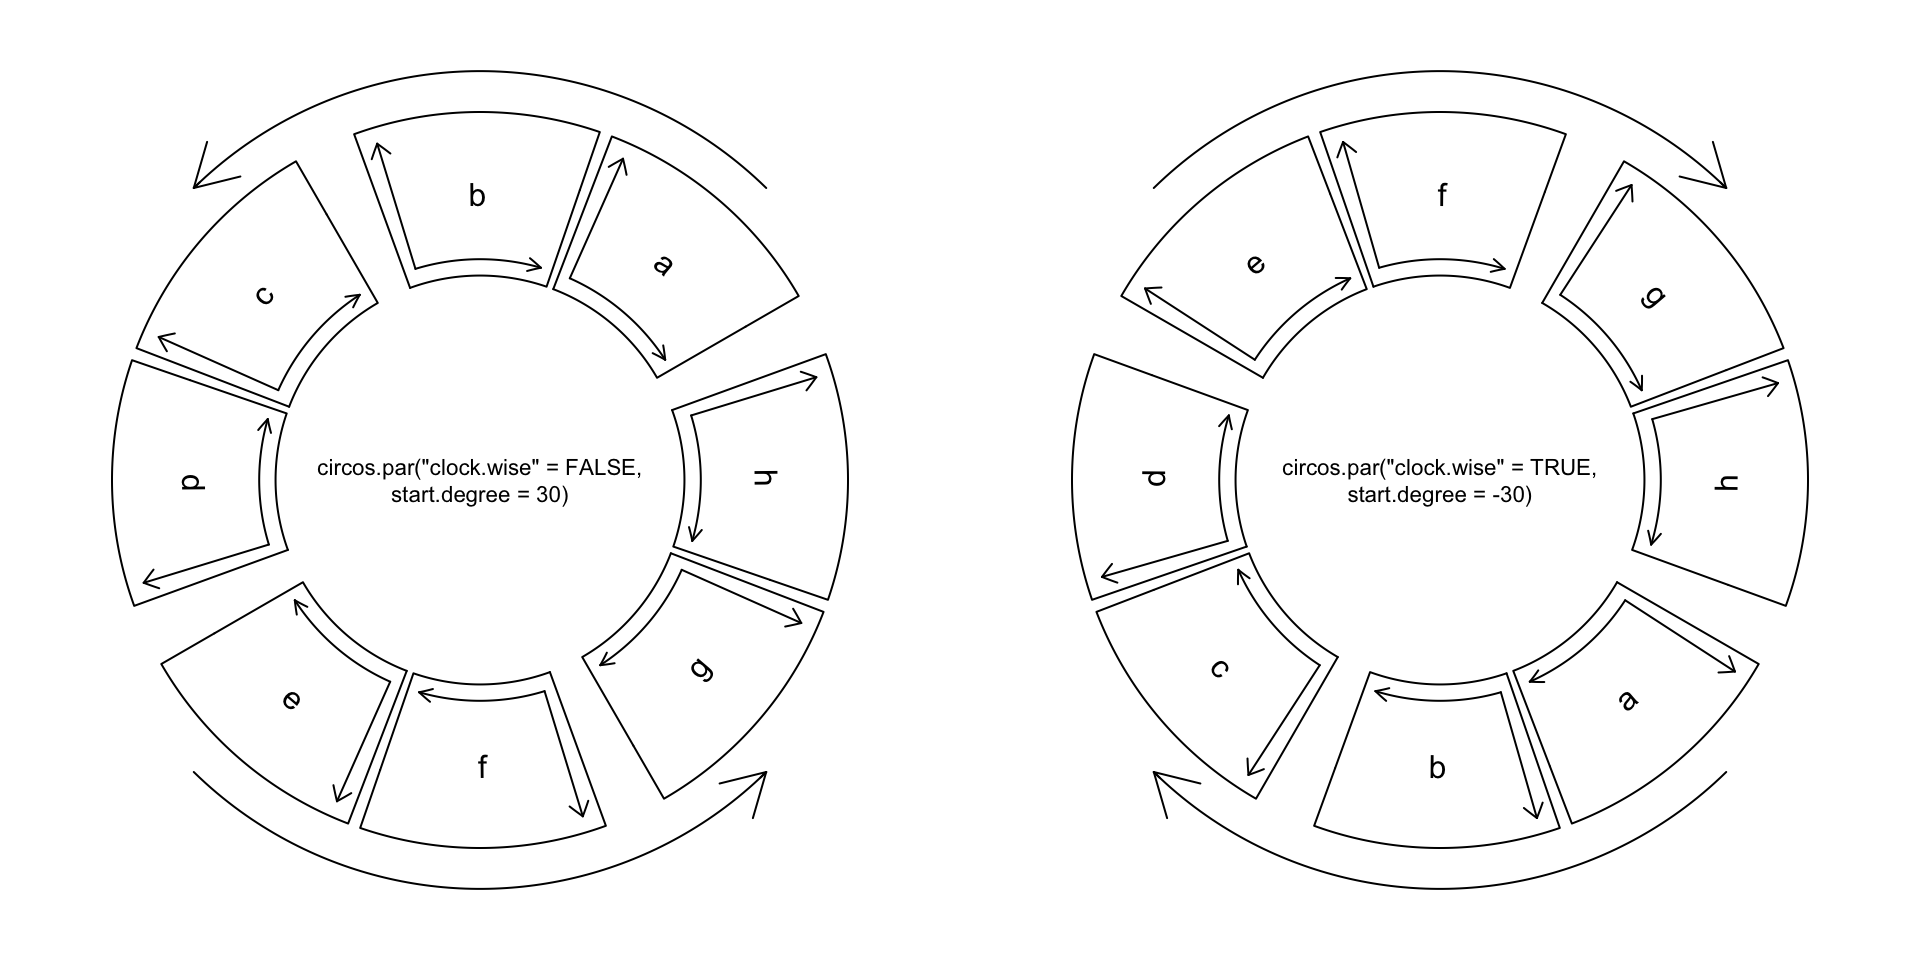 b
a
c
d
circos.par("clock.wise" = FALSE,
start.degree = 30)
h
e
g
f
f
e
g
d
circos.par("clock.wise" = TRUE,
start.degree = -30)
h
c
a
b